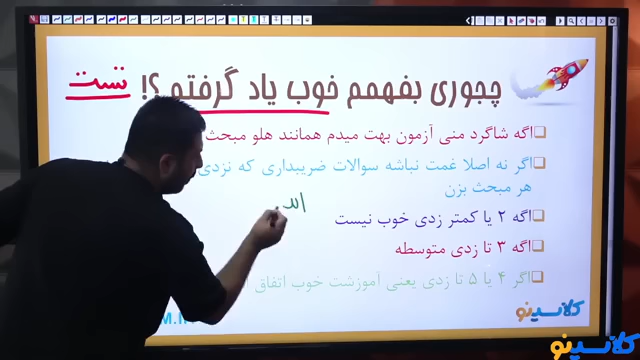 چجوری بفهمم خوب یاد گرفتم ؟! تست
اگه شاگرد منی آزمون بهت میدم همانند هلو مبحث
اگر نه اصلا غمت نباشه سوالات ضریبداری که نزدی
هر مبحث بزن
اگه ۲ یا کمتر زدی خوب نیست
اگه ۳ تا زدی متوسطه
اگر ۴ یا ۵ تا زدی یعنی آموزشت خوب اتفاق
کلاسینو
کلاسینو